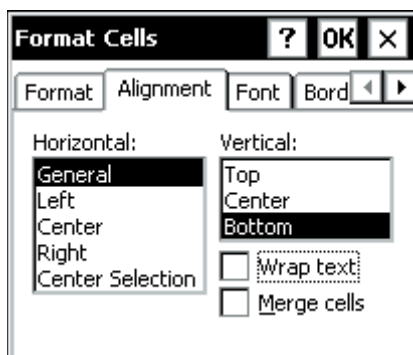 Format Cells ? OK ×
Format Alignment Font Bord
Horizontal: Vertical:
General Top
Left Center
Center Bottom
Right Wrap text
Center Selection Merge cells